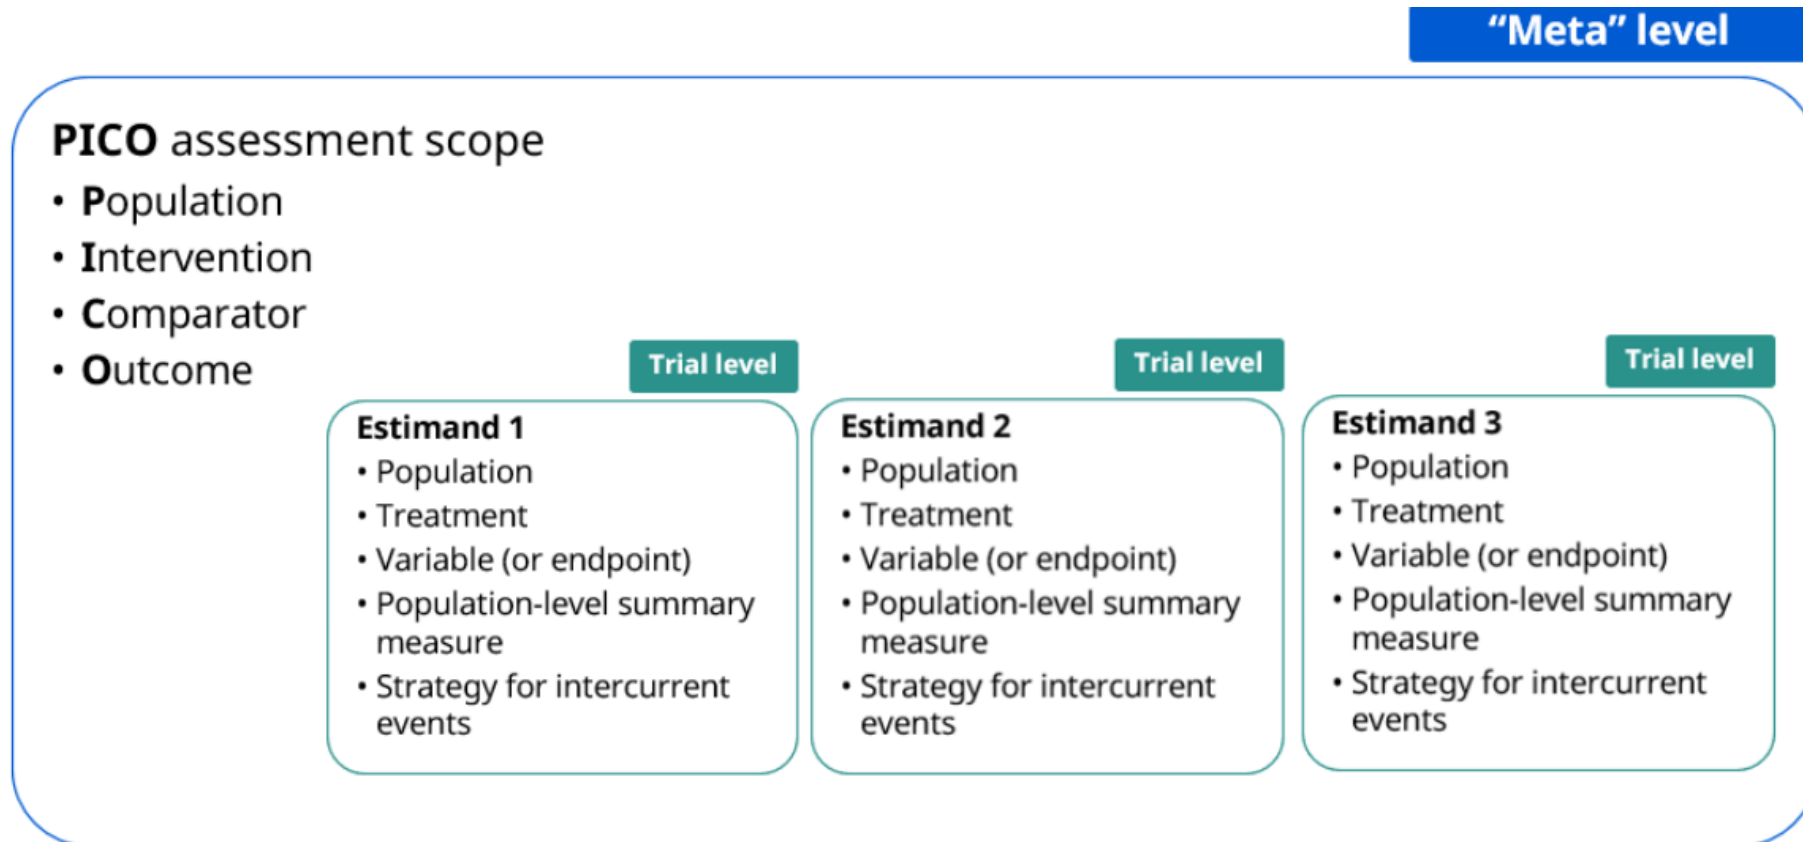 “Meta” level
PICO assessment scope
• Population
• Intervention
• Comparator
• Outcome
Trial level
Estimand 1
• Population
• Treatment
• Variable (or endpoint)
• Population-level summary
measure
• Strategy for intercurrent
events
Trial level
Estimand 2
• Population
• Treatment
• Variable (or endpoint)
• Population-level summary
measure
• Strategy for intercurrent
events
Trial level
Estimand 3
• Population
• Treatment
• Variable (or endpoint)
• Population-level summary
measure
• Strategy for intercurrent
events